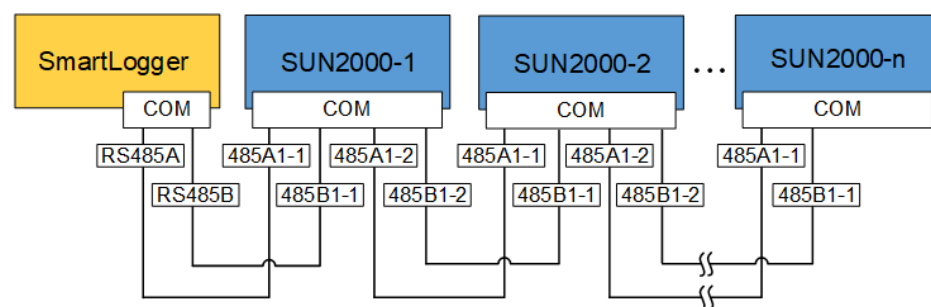 SmartLogger
SUN2000-1
SUN2000-2
...
SUN2000-n
COM
COM
COM
COM
RS485A
485A1-1
485A1-2
485A1-1
485A1-2
485A1-1
RS485B
485B1-1
485B1-2
485B1-1
485B1-2
485B1-1